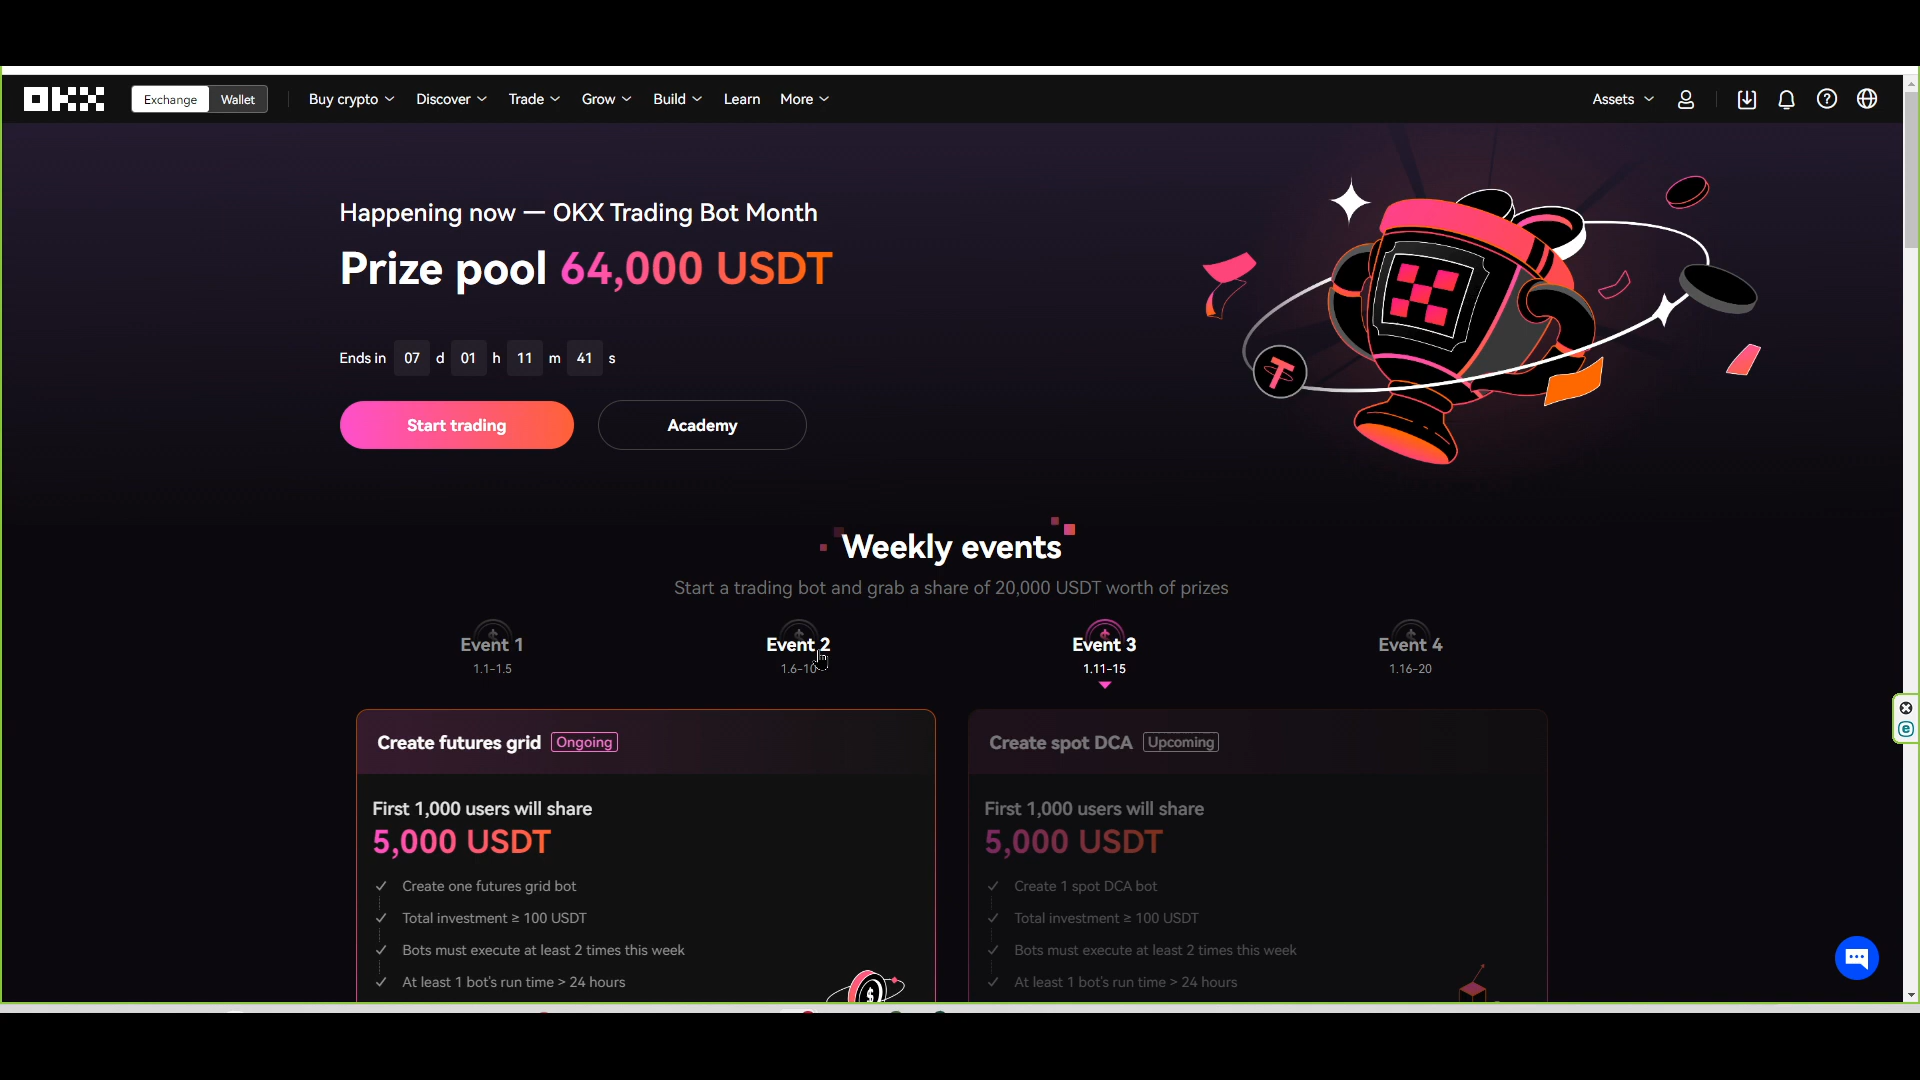 OKX
Exchange Wallet Buy crypto Discover Trade Grow Build Learn More Assets
Happening now — OKX Trading Bot Month
Prize pool 64,000 USDT
Ends in 07 d 01 h 11 m 41 s
Start trading Academy
Weekly events
Start a trading bot and grab a share of 20,000 USDT worth of prizes
Event 1 Event 2 Event 3 Event 4
1.1-1.5 1.6-10 1.11-15 1.16-20
Create futures grid Ongoing
First 1,000 users will share
5,000 USDT
Create one futures grid bot
Total investment ≥ 100 USDT
Bots must execute at least 2 times this week
At least 1 bot's run time > 24 hours
Create spot DCA Upcoming
First 1,000 users will share
5,000 USDT
Create 1 spot DCA bot
Total investment ≥ 100 USDT
Bots must execute at least 2 times this week
At least 1 bot's run time > 24 hours